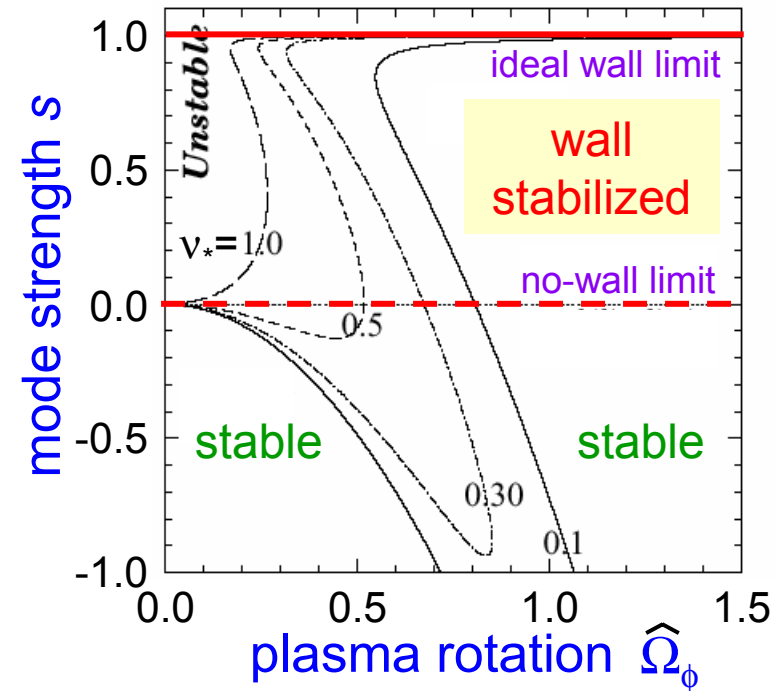 1.0
0.5
0.0
-0.5
-1.0
mode strength s
Unstable
ideal wall limit
wall
stabilized
ν*=1.0
no-wall limit
0.5
stable
stable
0.30
0.1
0.0
0.5
1.0
1.5
plasma rotation Ω̂ϕ